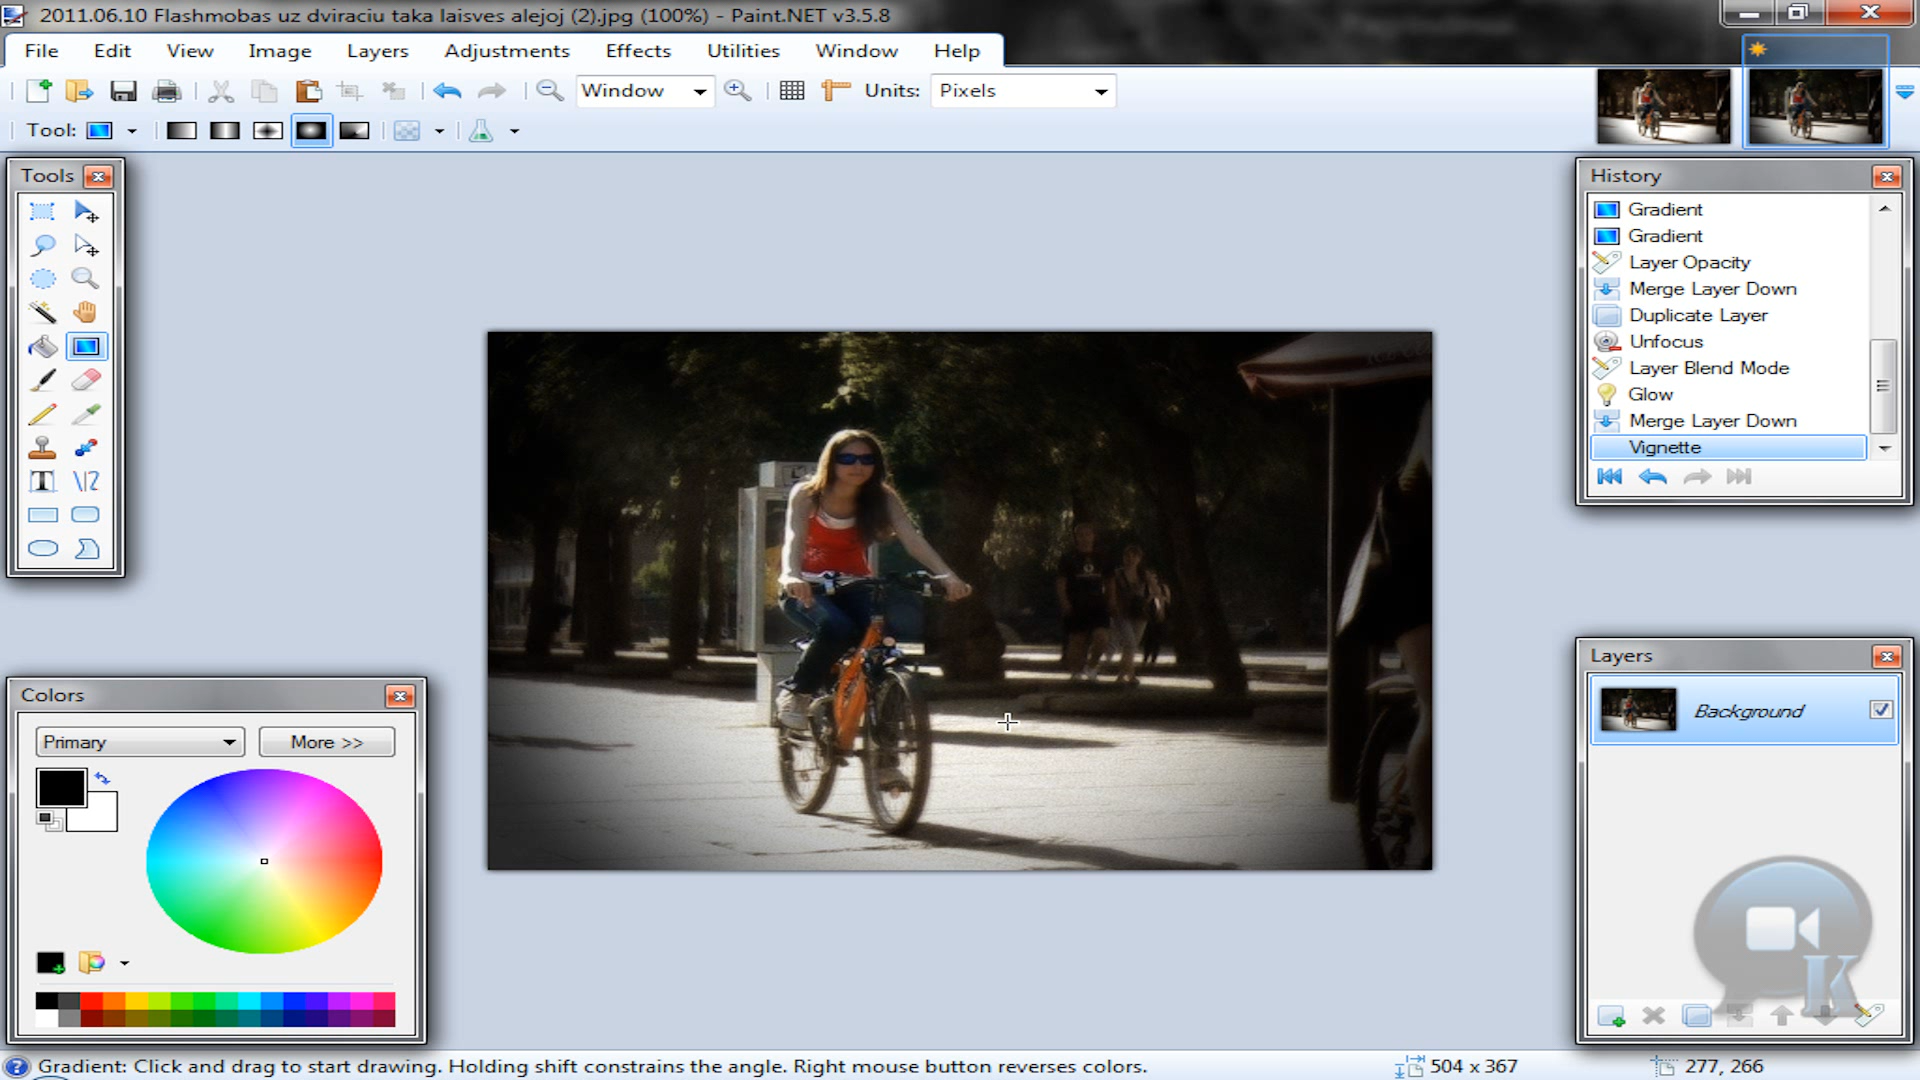 2011.06.10 Flashmobas uz dviraciu taka laisves alejoj (2).jpg (100%) - Paint.NET v3.5.8
File Edit View Image Layers Adjustments Effects Utilities Window Help
Window Units: Pixels
Tool:
Tools
History
Gradient
Gradient
Layer Opacity
Merge Layer Down
Duplicate Layer
Unfocus
Layer Blend Mode
Glow
Merge Layer Down
Vignette
Layers
Background
Colors
Primary More >>
K
Gradient: Click and drag to start drawing. Holding shift constrains the angle. Right mouse button reverses colors. 504 x 367 277, 266